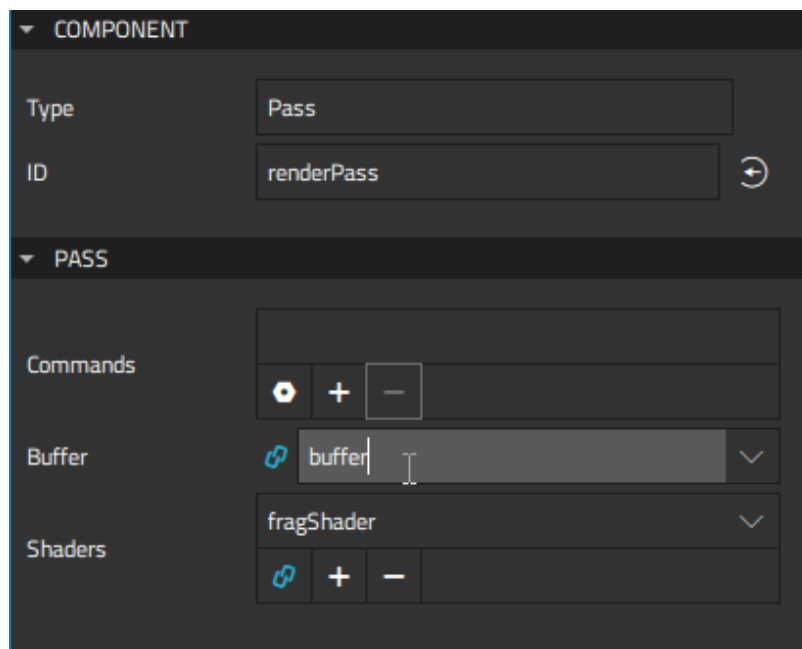 COMPONENT
Type Pass
ID renderPass
PASS
Commands
Buffer buffer
Shaders fragShader